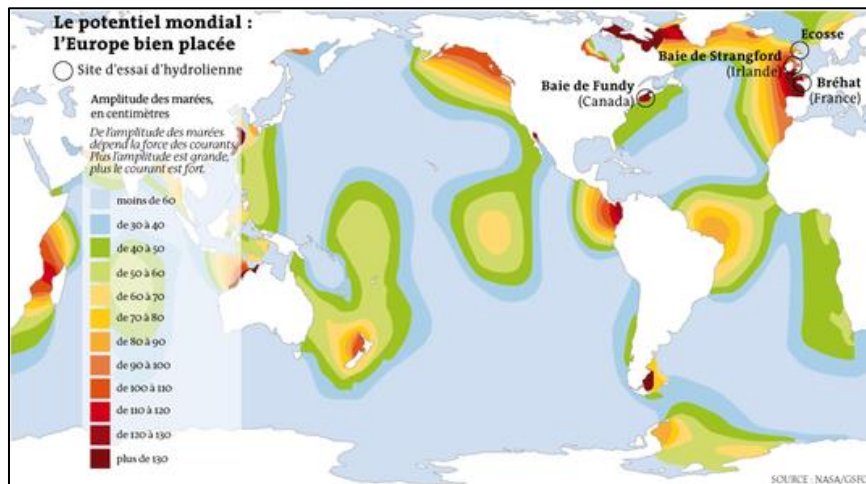 Le potentiel mondial :
l'Europe bien placée
Site d'essai d'hydrolienne
Amplitude des marées,
en centimètres
De l'amplitude des marées
dépend la force des courants.
Plus l'amplitude est grande,
plus le courant est fort.
moins de 60
de 30 à 40
de 40 à 50
de 50 à 60
de 60 à 70
de 70 à 80
de 80 à 90
de 90 à 100
de 100 à 110
de 110 à 120
de 120 à 130
plus de 130
Ecosse
Baie de Strangford
(Irlande)
Baie de Fundy
(Canada)
Bréhat
(France)
SOURCE : NASA/GSFC